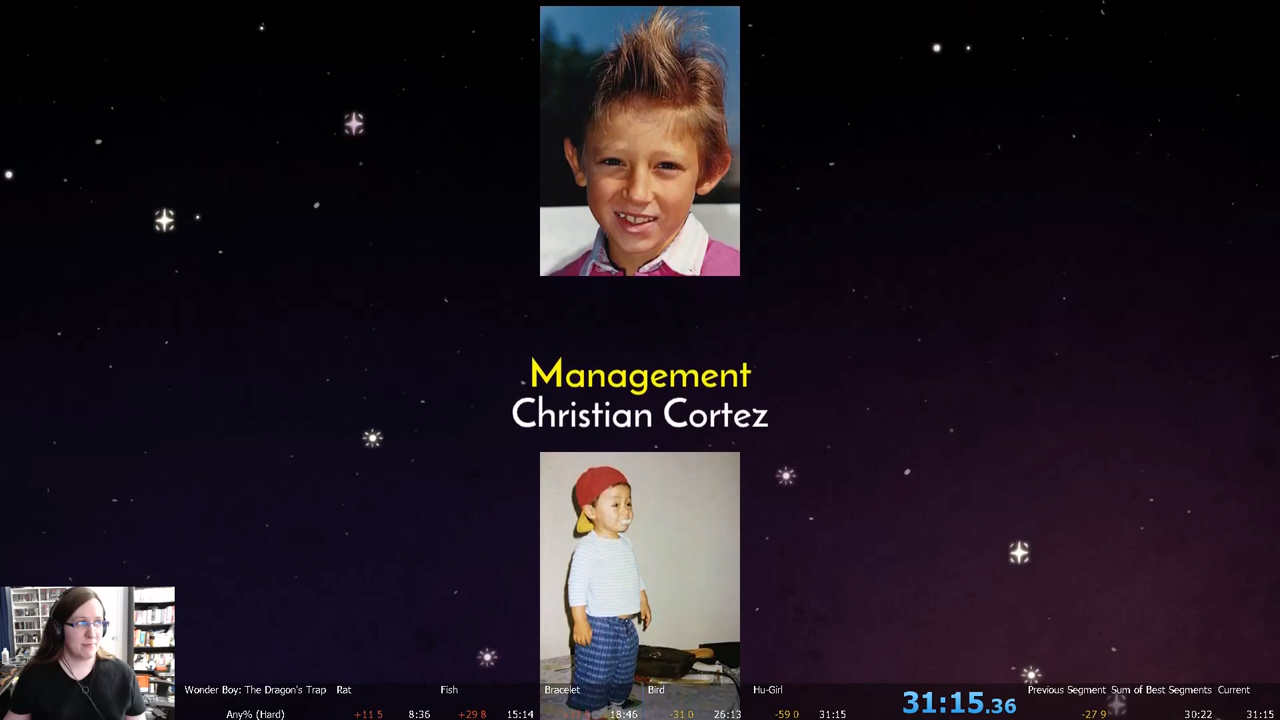 Management
Christian Cortez
Wonder Boy: The Dragon's Trap Rat Fish Bracelet Bird Hu-Girl 31:15.36 Previous Segment Sum of Best Segments Current
Any% (Hard) +11 5 8:36 +29 8 15:14 18:46 -31 0 26:13 -59 0 31:15 -27 9 30:22 31:15